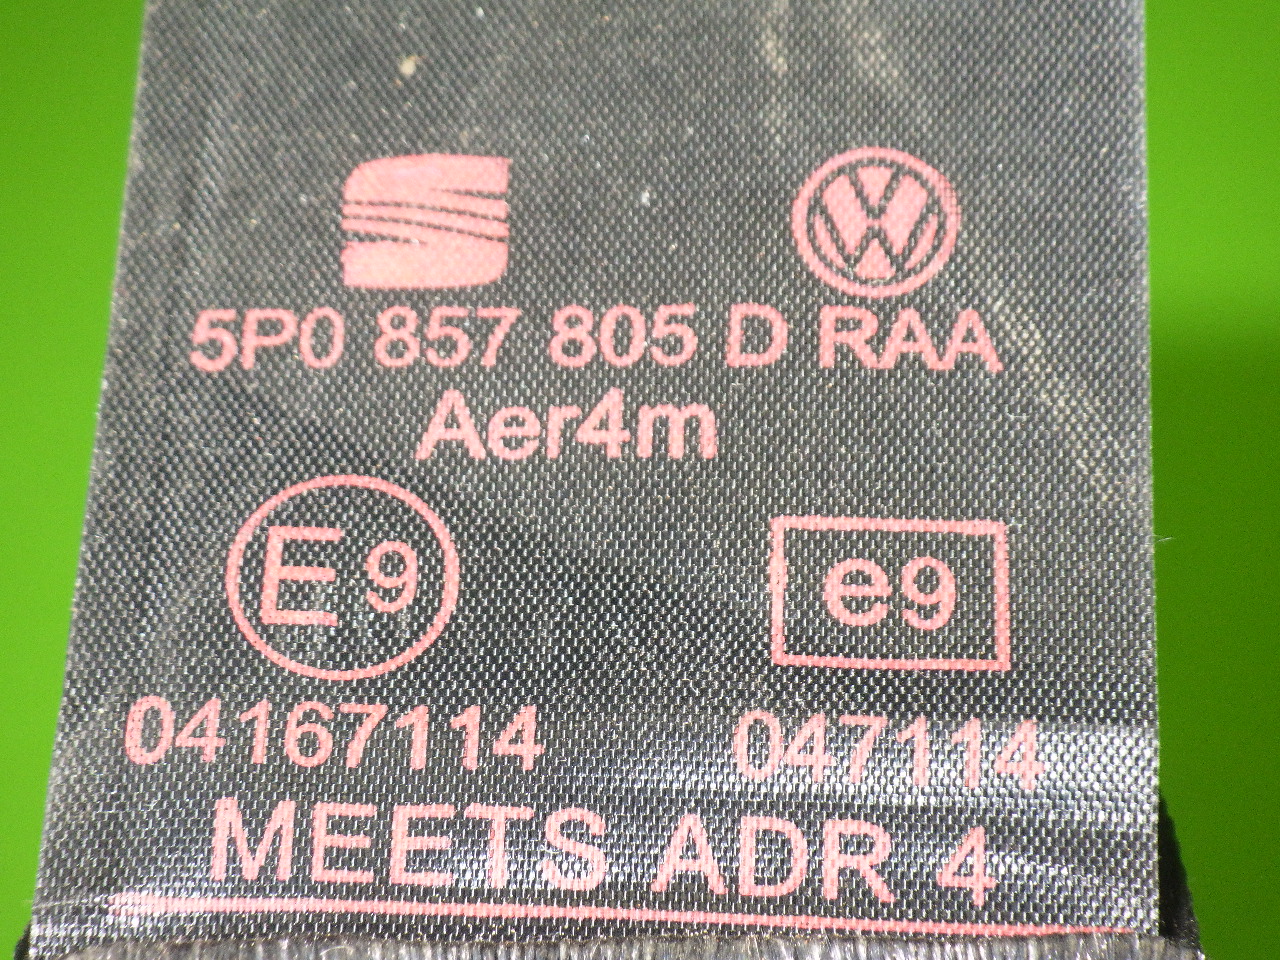 5P0 857 805 D RAA
Aer4m
E9 e9
04167114 047114
MEETS ADR 4